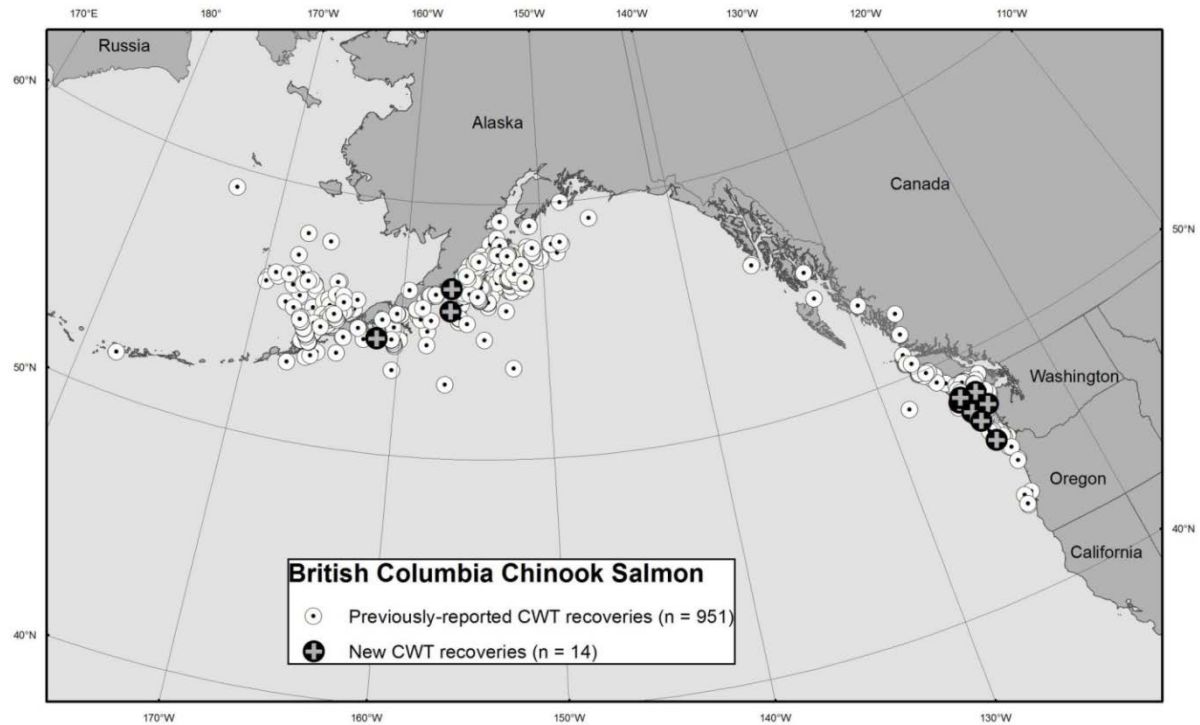 170°E 180° 170°W 160°W 150°W 140°W 130°W 120°W 110°W
Russia
60°N
Alaska
Canada
50°N
50°N
Washington
Oregon
40°N
California
British Columbia Chinook Salmon
Previously-reported CWT recoveries (n = 951)
New CWT recoveries (n = 14)
40°N
170°W 160°W 150°W 140°W 130°W